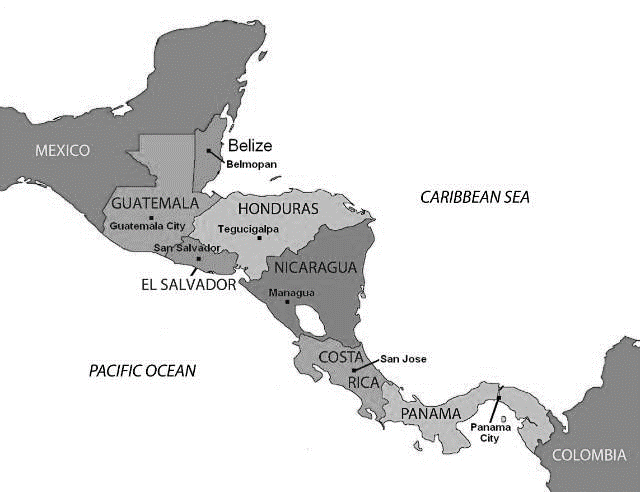 Belize
MEXICO
Belmopan
CARIBBEAN SEA
GUATEMALA
HONDURAS
Guatemala City
Tegucigalpa
San Salvador
NICARAGUA
EL SALVADOR
Managua
COSTA
RICA
San Jose
PACIFIC OCEAN
PANAMA
Panama
City
COLOMBIA